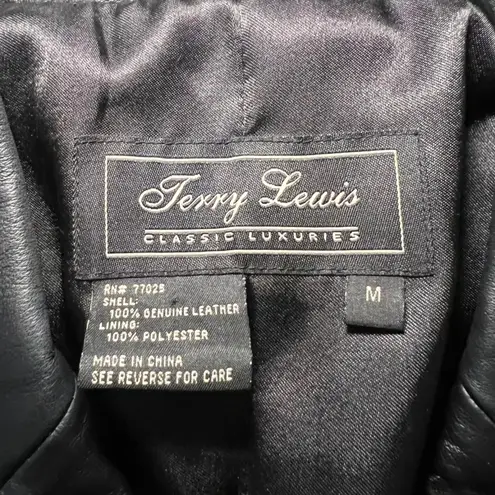 Terry Lewis
CLASSIC LUXURIES
M
RN# 77025
SHELL:
100% GENUINE LEATHER
LINING:
100% POLYESTER
MADE IN CHINA
SEE REVERSE FOR CARE